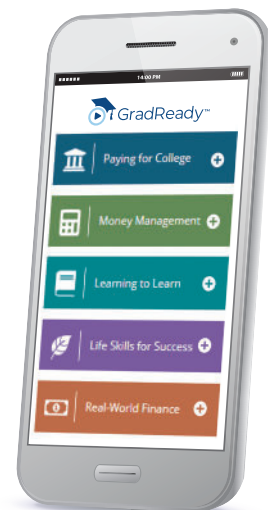 14:00 PM
GradReady™
Paying for College
Money Management
Learning to Learn
Life Skills for Success
Real-World Finance